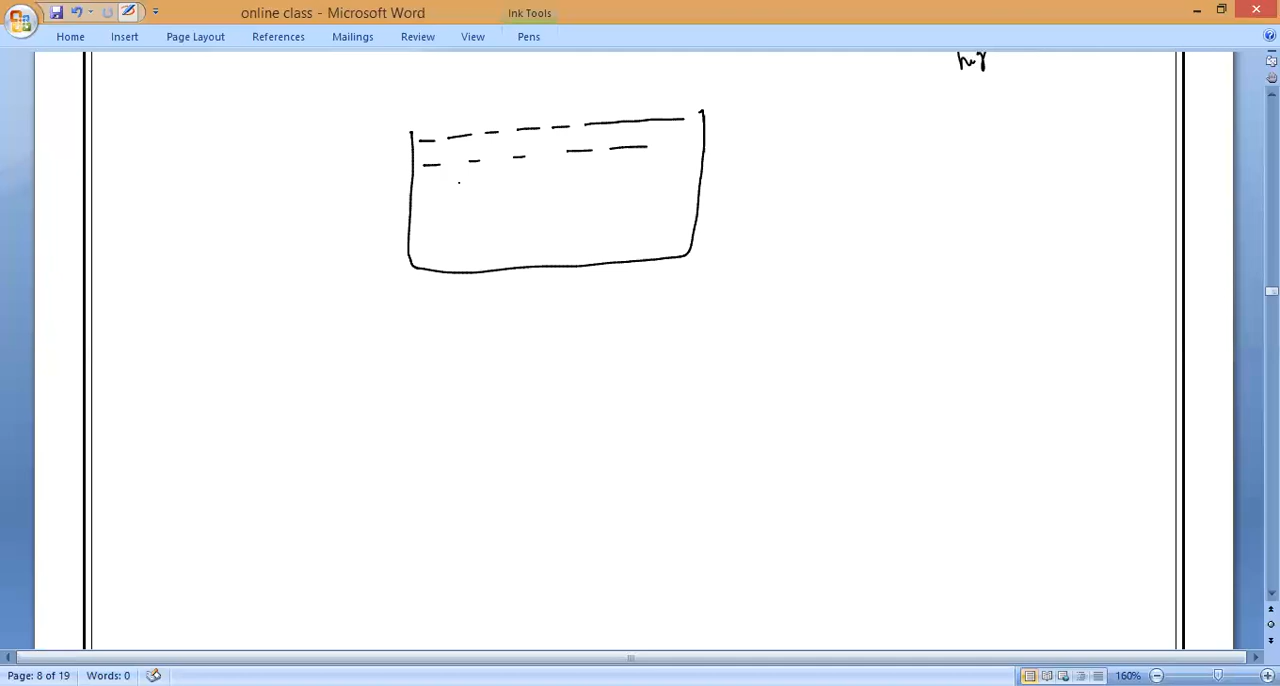 online class - Microsoft Word
Ink Tools
Home Insert Page Layout References Mailings Review View Pens
Page: 8 of 19 Words: 0 160%